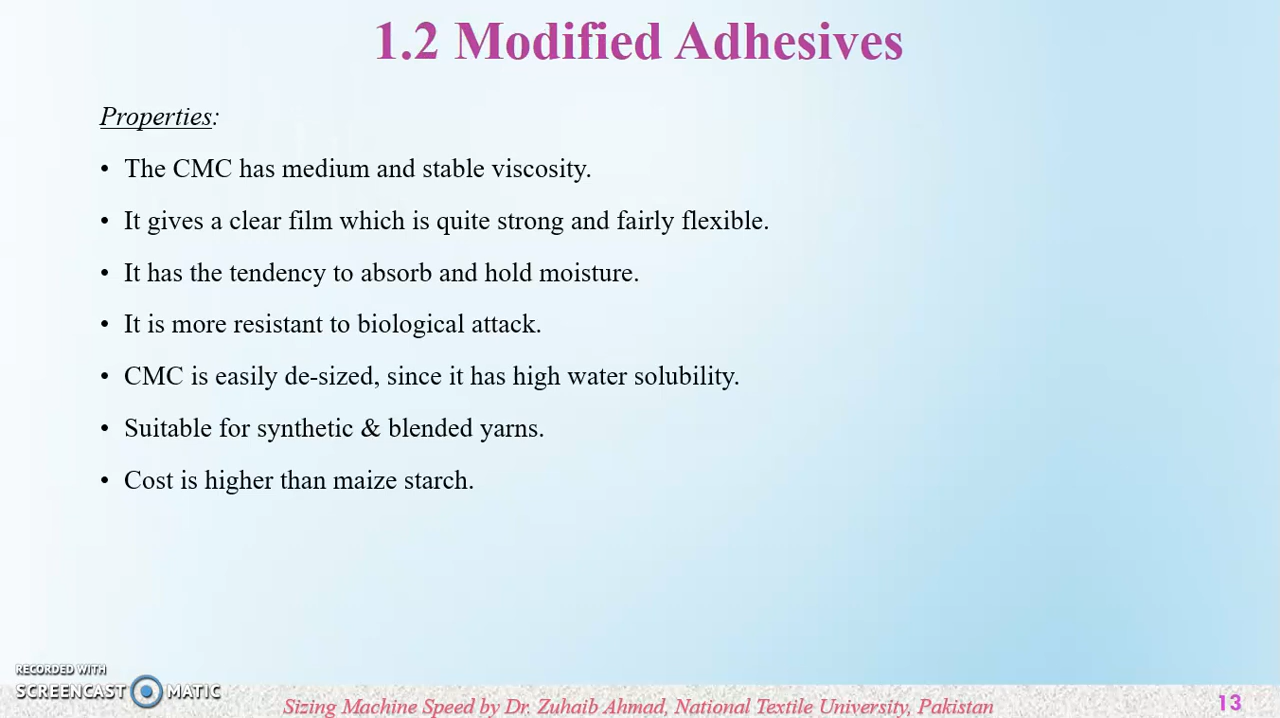 1.2 Modified Adhesives
Properties:
• The CMC has medium and stable viscosity.
• It gives a clear film which is quite strong and fairly flexible.
• It has the tendency to absorb and hold moisture.
• It is more resistant to biological attack.
• CMC is easily de-sized, since it has high water solubility.
• Suitable for synthetic & blended yarns.
• Cost is higher than maize starch.
RECORDED WITH
SCREENCAST MATIC
Sizing Machine Speed by Dr. Zuhaib Ahmad, National Textile University, Pakistan
13